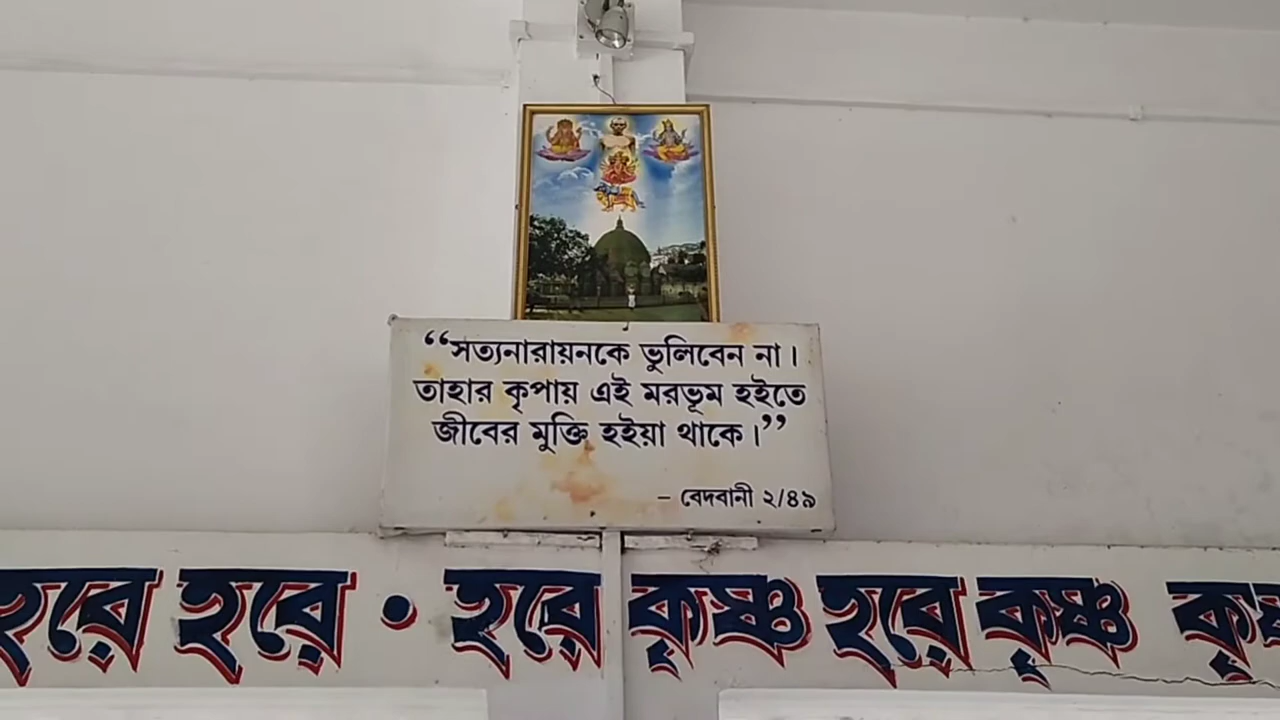 “সত্যনারায়নকে ভুলিবেন না।
তাহার কৃপায় এই মরভূম হইতে
জীবের মুক্তি হইয়া থাকে।”
– বেদবানী ২/৪৯
হরে হরে • হরে কৃষ্ণ হরে কৃষ্ণ কৃষ্ণ